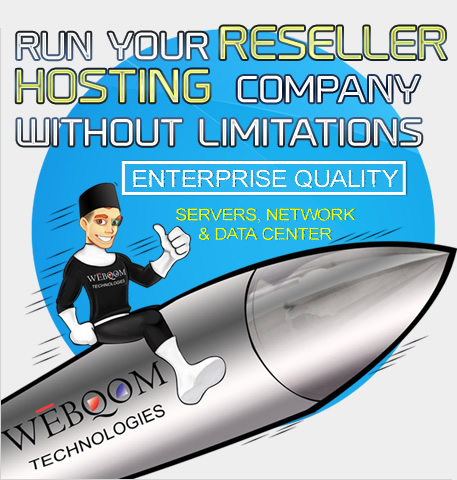 RUN YOUR RESELLER
HOSTING COMPANY
WITHOUT LIMITATIONS
ENTERPRISE QUALITY
SERVERS, NETWORK
& DATA CENTER
WEBQOM
TECHNOLOGIES
WEBQOM
TECHNOLOGIES